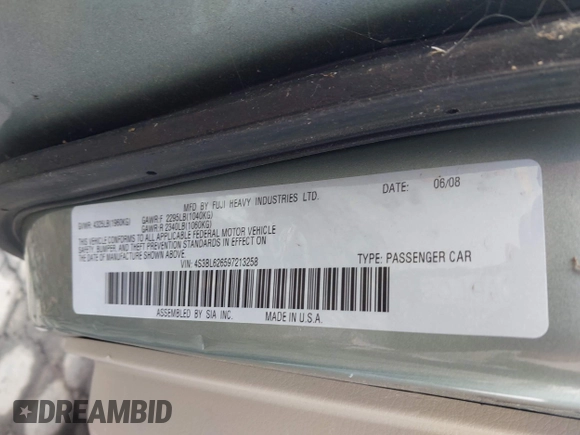 MFD. BY FUJI HEAVY INDUSTRIES LTD. DATE: 06/08
GAWR:F 2295LB(1040KG)
GAWR:R 2340LB(1060KG)
THIS VEHICLE CONFORMS TO ALL APPLICABLE FEDERAL MOTOR VEHICLE
SAFETY, BUMPER, AND THEFT PREVENTION STANDARDS IN EFFECT ON
THE DATE OF MANUFACTURE SHOWN ABOVE.
VIN: 4S3BL626597213258 TYPE: PASSENGER CAR
ASSEMBLED BY SIA INC. MADE IN U.S.A.
DREAMBID